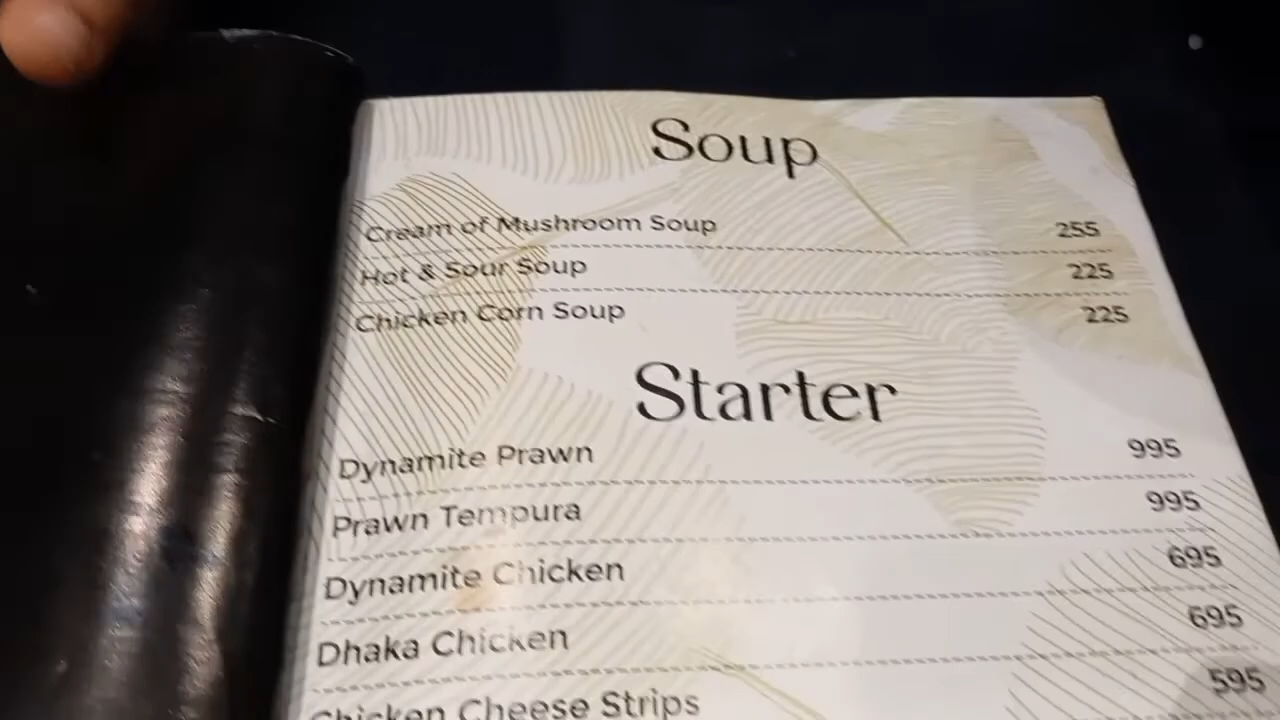 Soup
Cream of Mushroom Soup 255
Hot & Sour Soup 225
Chicken Corn Soup 225
Starter
Dynamite Prawn 995
Prawn Tempura 995
Dynamite Chicken 695
Dhaka Chicken 695
Chicken Cheese Strips 595